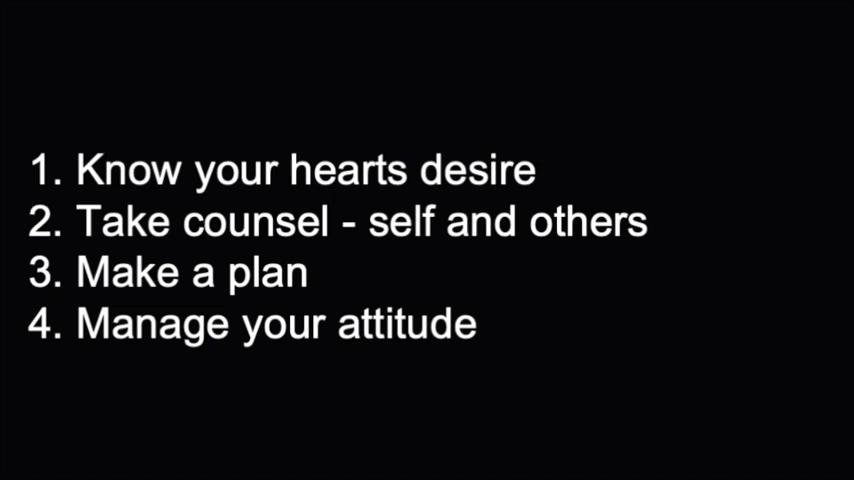 1. Know your hearts desire
2. Take counsel - self and others
3. Make a plan
4. Manage your attitude